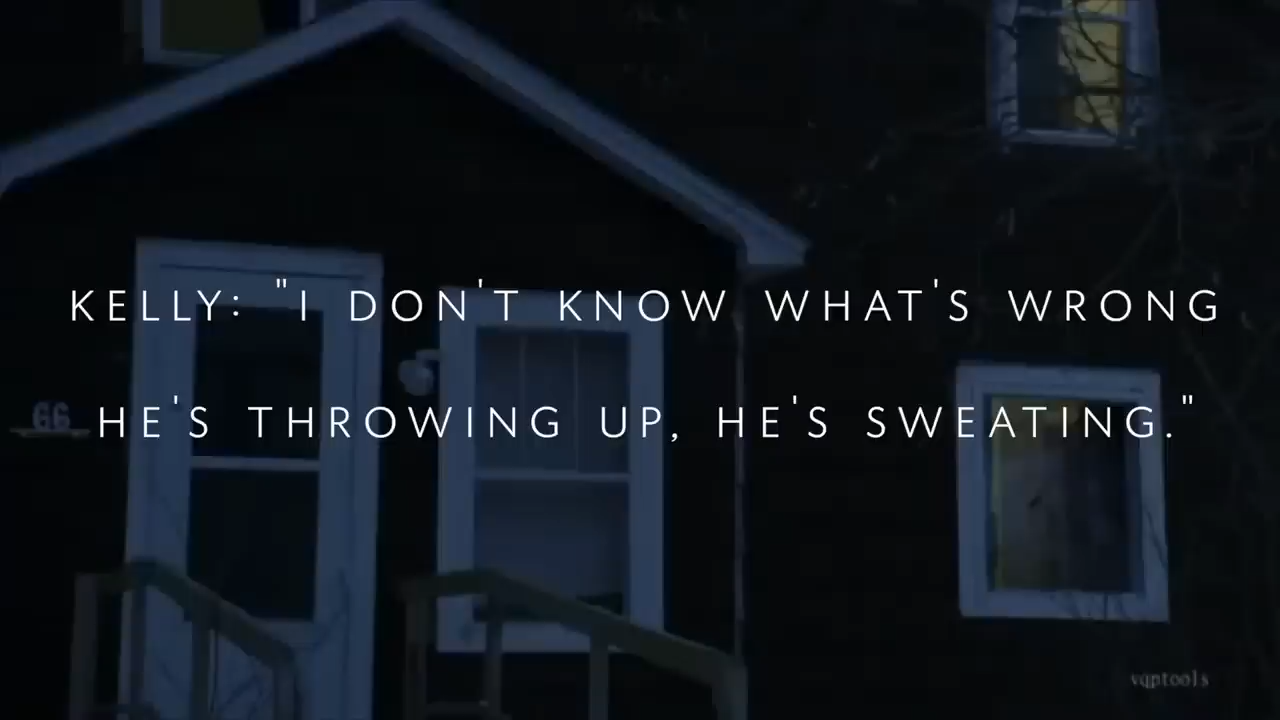 KELLY: "I DON'T KNOW WHAT'S WRONG
66 HE'S THROWING UP, HE'S SWEATING."
vqptools